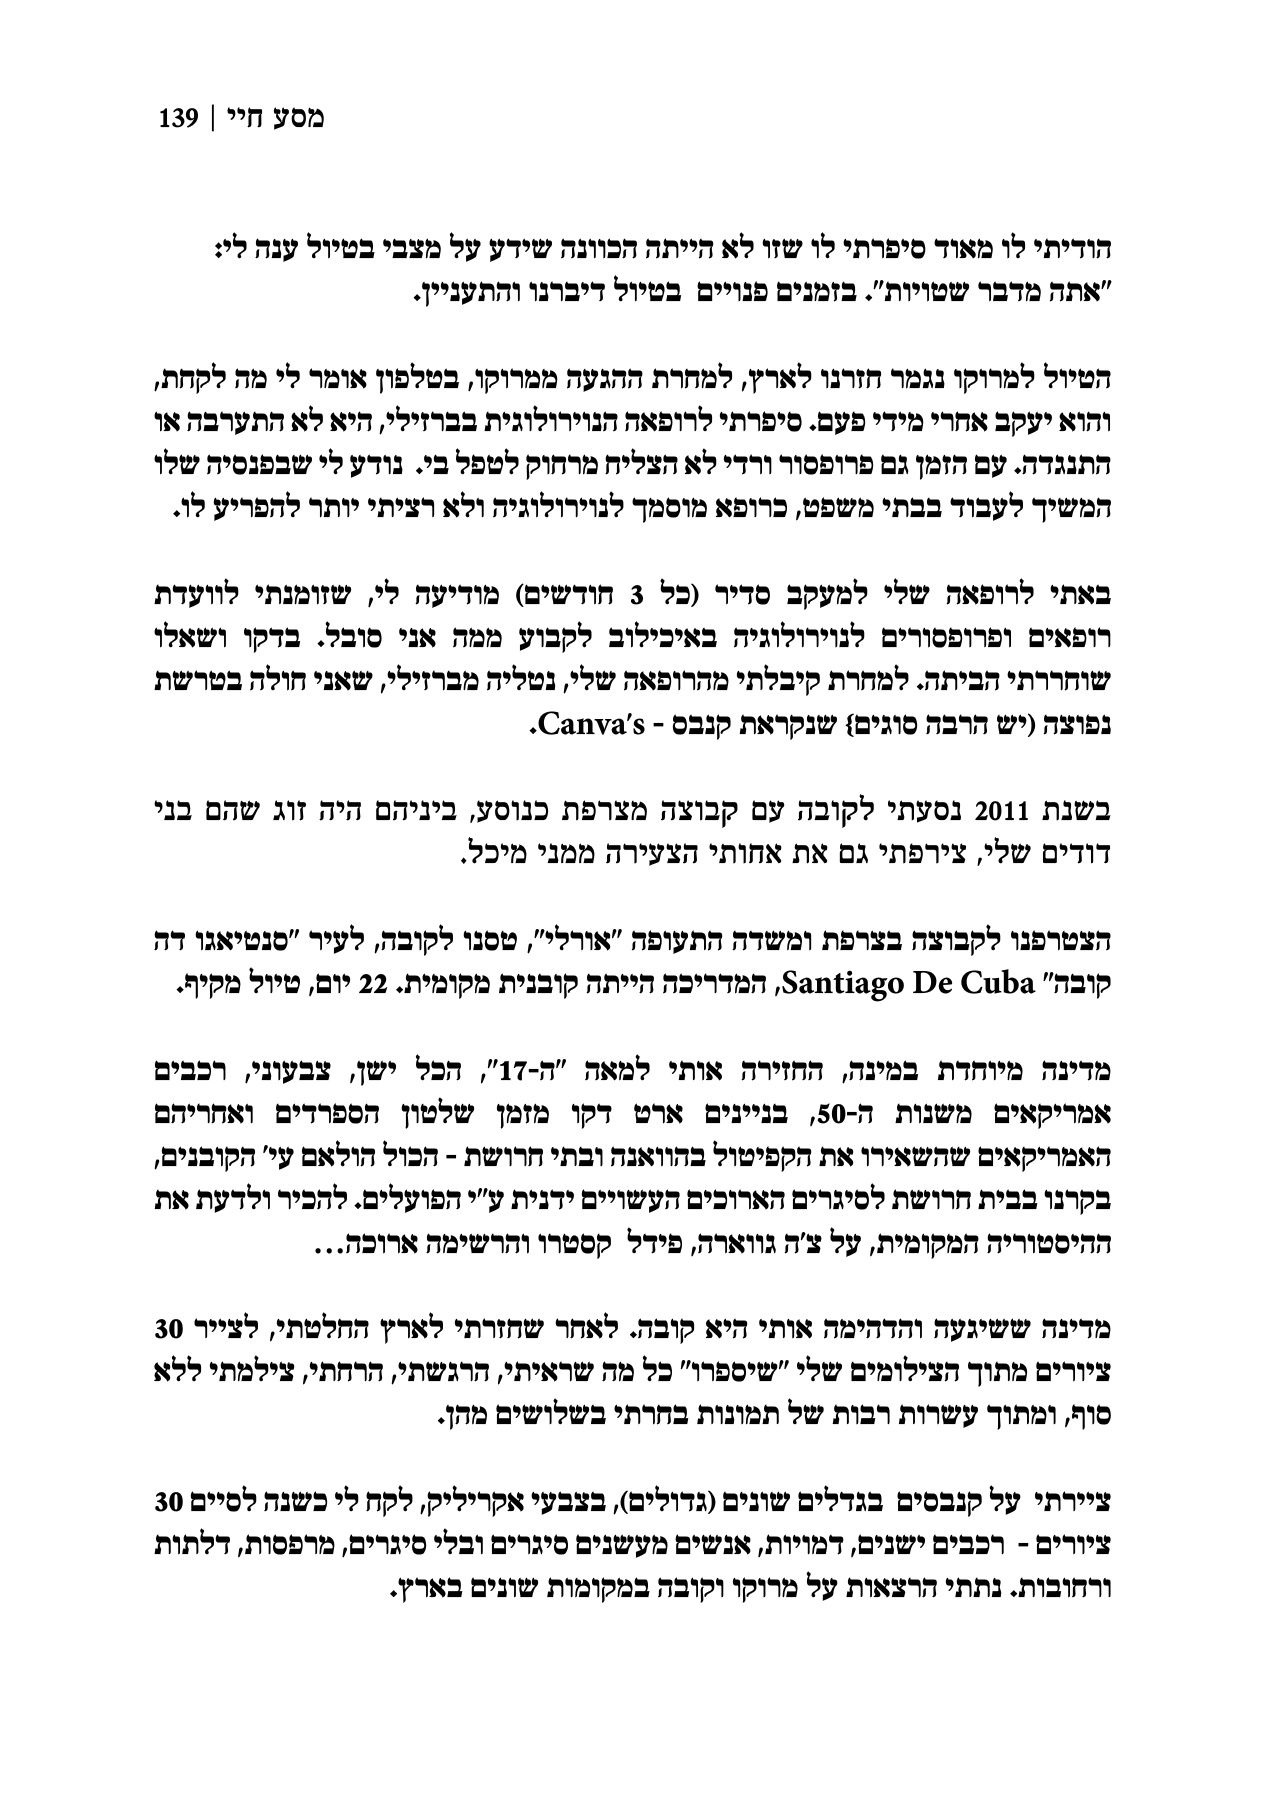 מסע חיי | 139
הודיתי לו מאוד סיפרתי לו שזו לא הייתה הכוונה שידע על מצבי בטיול ענה לי:
"אתה מדבר שטויות". בזמנים פנויים בטיול דיברנו והתעניין.
הטיול למרוקו נגמר חזרנו לארץ, למחרת ההגעה ממרוקו, בטלפון אומר לי מה לקחת,
והוא יעקב אחרי מידי פעם. סיפרתי לרופאה הנוירולוגית בברזילי, היא לא התערבה או
התנגדה. עם הזמן גם פרופסור ורדי לא הצליח מרחוק לטפל בי. נודע לי שבפנסיה שלו
המשיך לעבוד בבתי משפט, כרופא מוסמך לנוירולוגיה ולא רציתי יותר להפריע לו.
באתי לרופאה שלי למעקב סדיר (כל 3 חודשים) מודיעה לי, שזומנתי לוועדת
רופאים ופרופסורים לנוירולוגיה באיכילוב לקבוע ממה אני סובל. בדקו ושאלו
שוחררתי הביתה. למחרת קיבלתי מהרופאה שלי, נטליה מברזילי, שאני חולה בטרשת
נפוצה (יש הרבה סוגים} שנקראת קנבס - Canva's.
בשנת 2011 נסעתי לקובה עם קבוצה מצרפת כנוסע, ביניהם היה זוג שהם בני
דודים שלי, צירפתי גם את אחותי הצעירה ממני מיכל.
הצטרפנו לקבוצה בצרפת ומשדה התעופה "אורלי", טסנו לקובה, לעיר "סנטיאגו דה
קובה" Santiago De Cuba, המדריכה הייתה קובנית מקומית. 22 יום, טיול מקיף.
מדינה מיוחדת במינה, החזירה אותי למאה "ה-17", הכל ישן, צבעוני, רכבים
אמריקאים משנות ה-50, בניינים ארט דקו מזמן שלטון הספרדים ואחריהם
האמריקאים שהשאירו את הקפיטול בהוואנה ובתי חרושת - הכול הולאם עי' הקובנים,
בקרנו בבית חרושת לסיגרים הארוכים העשויים ידנית ע"י הפועלים. להכיר ולדעת את
ההיסטוריה המקומית, על צ'ה גווארה, פידל קסטרו והרשימה ארוכה...
מדינה ששיגעה והדהימה אותי היא קובה. לאחר שחזרתי לארץ החלטתי, לצייר 30
ציורים מתוך הצילומים שלי "שיספרו" כל מה שראיתי, הרגשתי, הרחתי, צילמתי ללא
סוף, ומתוך עשרות רבות של תמונות בחרתי בשלושים מהן.
ציירתי על קנבסים בגדלים שונים (גדולים), בצבעי אקריליק, לקח לי כשנה לסיים 30
ציורים - רכבים ישנים, דמויות, אנשים מעשנים סיגרים ובלי סיגרים, מרפסות, דלתות
ורחובות. נתתי הרצאות על מרוקו וקובה במקומות שונים בארץ.